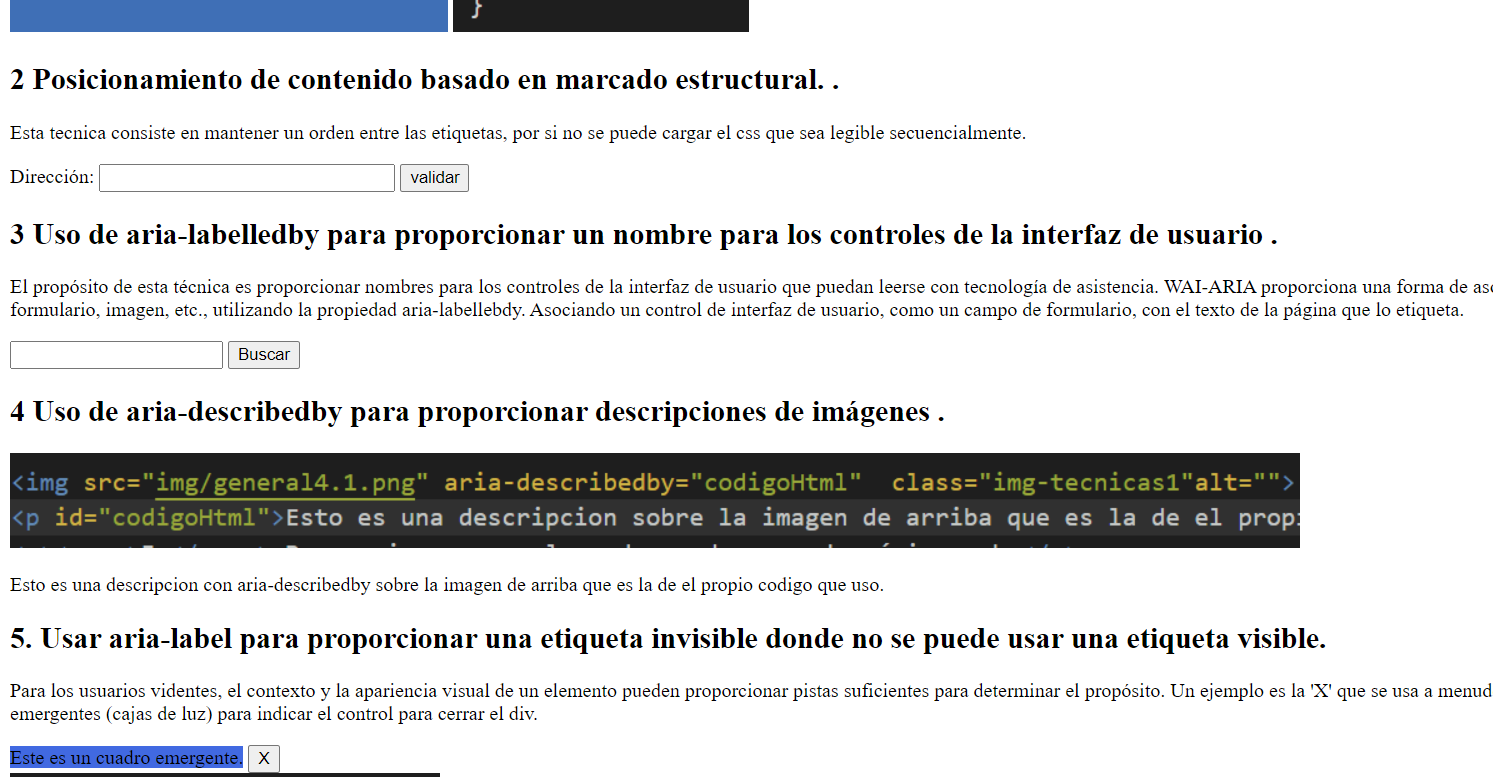 }
2 Posicionamiento de contenido basado en marcado estructural. .
Esta tecnica consiste en mantener un orden entre las etiquetas, por si no se puede cargar el css que sea legible secuencialmente.
Dirección: validar
3 Uso de aria-labelledby para proporcionar un nombre para los controles de la interfaz de usuario .
El propósito de esta técnica es proporcionar nombres para los controles de la interfaz de usuario que puedan leerse con tecnología de asistencia. WAI-ARIA proporciona una forma de
formulario, imagen, etc., utilizando la propiedad aria-labellebdy. Asociando un control de interfaz de usuario, como un campo de formulario, con el texto de la página que lo etiqueta.
Buscar
4 Uso de aria-describedby para proporcionar descripciones de imágenes .
<img src="img/general4.1.png" aria-describedby="codigoHtml"  class="img-tecnicas1"alt="">
<p id="codigoHtml">Esto es una descripcion sobre la imagen de arriba que es la de el prop
Esto es una descripcion con aria-describedby sobre la imagen de arriba que es la de el propio codigo que uso.
5. Usar aria-label para proporcionar una etiqueta invisible donde no se puede usar una etiqueta visible.
Para los usuarios videntes, el contexto y la apariencia visual de un elemento pueden proporcionar pistas suficientes para determinar el propósito. Un ejemplo es la 'X' que se usa a menud
emergentes (cajas de luz) para indicar el control para cerrar el div.
Este es un cuadro emergente. X